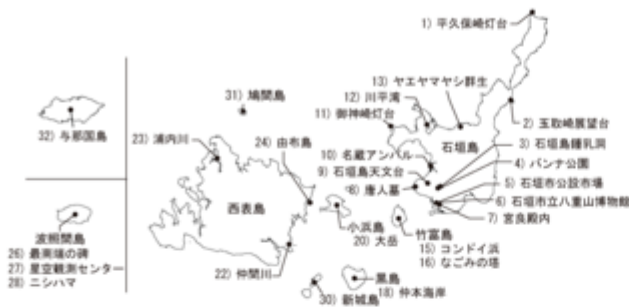 1) 平久保崎灯台
13) ヤエヤマヤシ群生
12) 川平湾
31) 鳩間島
11) 御神崎灯台
2) 玉取崎展望台
32) 与那国島
23) 浦内川
24) 由布島
石垣島
3) 石垣島鍾乳洞
10) 名蔵アンパル
4) バンナ公園
9) 石垣島天文台
5) 石垣市公設市場
8) 唐人墓
6) 石垣市立八重山博物館
西表島
7) 宮良殿内
小浜島
竹富島
波照間島
20) 大岳
15) コンドイ浜
26) 最南端の碑
16) なごみの塔
27) 星空観測センター
22) 仲間川
28) ニシハマ
黒島
30) 新城島
18) 仲本海岸